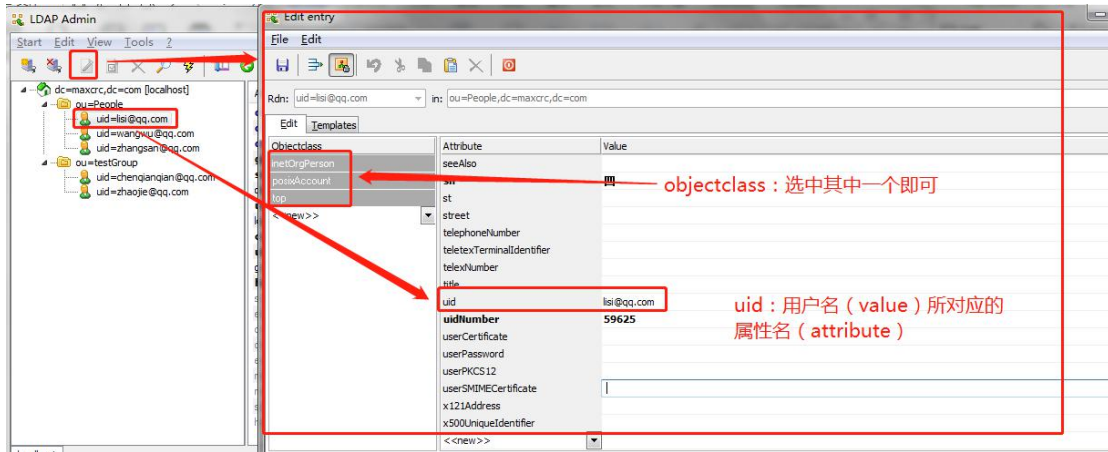 LDAP Admin
Start Edit View Tools ?
dc=maxcrc,dc=com [localhost]
ou=People
uid=lisi@qq.com
uid=wangwu@qq.com
uid=zhangsan@qq.com
ou=testGroup
uid=chenqianqian@qq.com
uid=zhaojie@qq.com
Edit entry
File Edit
Rdn: uid=lisi@qq.com in: ou=People,dc=maxcrc,dc=com
Edit Templates
Objectclass Attribute Value
inetOrgPerson seeAlso
posixAccount sn 四
top st
<<new>> street
objectclass：选中其中一个即可
telephoneNumber
teletexTerminalIdentifier
telexNumber
title
uid lisi@qq.com
uidNumber 59625
uid：用户名（value）所对应的
属性名（attribute）
userCertificate
userPassword
userPKCS12
userSMIMECertificate
x121Address
x500UniqueIdentifier
<<new>>